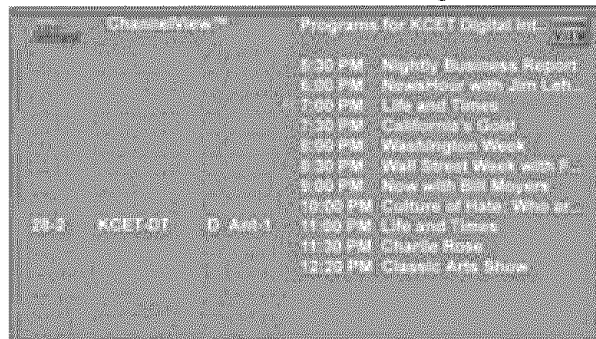 ChannelView™ Programs for KCET Digital Int...
VIEW
5:30 PM Nightly Business Report
6:00 PM NewsHour with Jim Leh...
7:00 PM Life and Times
7:30 PM California's Gold
8:00 PM Washington Week
8:30 PM Wall Street Week with F...
9:00 PM Now with Bill Moyers
10:00 PM Culture of Hate: Who ar...
28-2 KCET-DT D Ant-1 11:00 PM Life and Times
11:30 PM Charlie Rose
12:20 PM Classic Arts Show